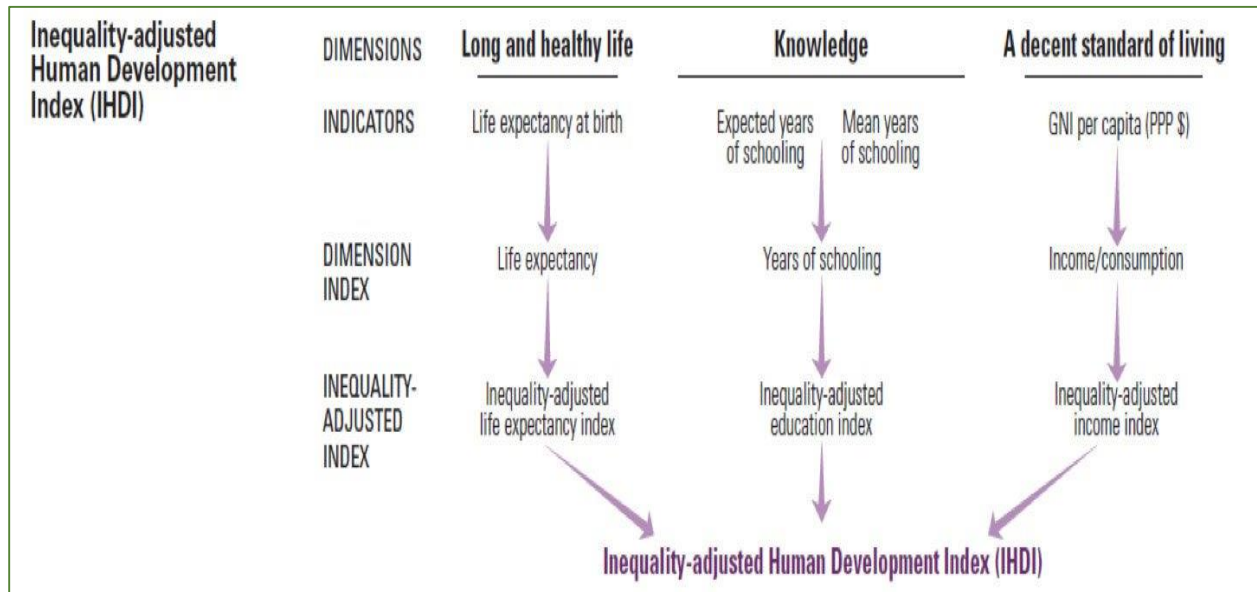 Inequality-adjusted
Human Development
Index (IHDI)
DIMENSIONS
Long and healthy life
Knowledge
A decent standard of living
INDICATORS
Life expectancy at birth
Expected years
of schooling
Mean years
of schooling
GNI per capita (PPP $)
DIMENSION
INDEX
Life expectancy
Years of schooling
Income/consumption
INEQUALITY-
ADJUSTED
INDEX
Inequality-adjusted
life expectancy index
Inequality-adjusted
education index
Inequality-adjusted
income index
Inequality-adjusted Human Development Index (IHDI)